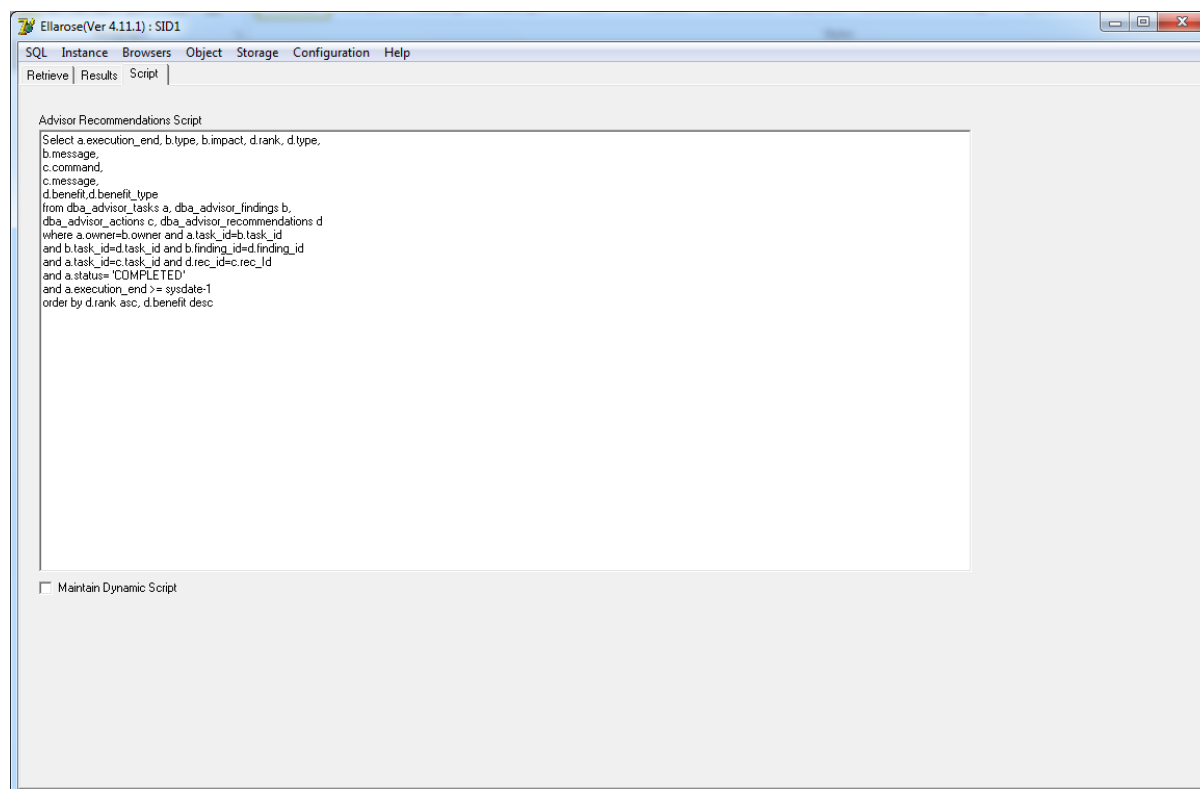 Ellarose(Ver 4.11.1) : SID1
SQL Instance Browsers Object Storage Configuration Help
Retrieve Results Script
Advisor Recommendations Script
Select a.execution_end, b.type, b.impact, d.rank, d.type,
b.message,
c.command,
c.message,
d.benefit,d.benefit_type
from dba_advisor_tasks a, dba_advisor_findings b,
dba_advisor_actions c, dba_advisor_recommendations d
where a.owner=b.owner and a.task_id=b.task_id
and b.task_id=d.task_id and b.finding_id=d.finding_id
and a.task_id=c.task_id and d.rec_id=c.rec_Id
and a.status= 'COMPLETED'
and a.execution_end >= sysdate-1
order by d.rank asc, d.benefit desc
Maintain Dynamic Script